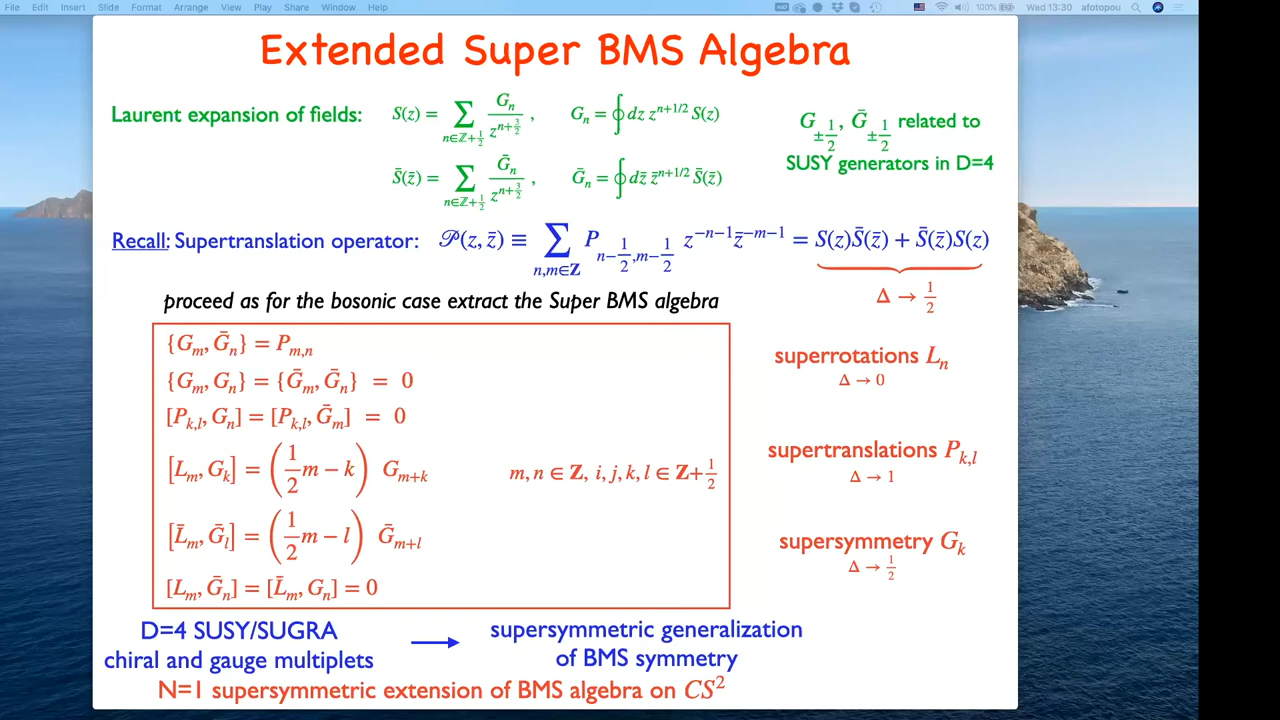 File Edit Insert Slide Format Arrange View Play Share Window Help 100% Wed 13:30 afotopou
Extended Super BMS Algebra
Laurent expansion of fields: S(z) = ∑_{n∈ℤ+1/2} G_n / z^{n+3/2} , G_n = ∮ dz z^{n+1/2} S(z)
G_{±1/2}, Ḡ_{±1/2} related to
SUSY generators in D=4
S̄(z̄) = ∑_{n∈ℤ+1/2} Ḡ_n / z^{n+3/2} , Ḡ_n = ∮ dz̄ z̄^{n+1/2} S̄(z̄)
Recall: Supertranslation operator: 𝒫(z, z̄) ≡ ∑_{n,m∈Z} P_{n−1/2,m−1/2} z^{−n−1} z̄^{−m−1} = S(z)S̄(z̄) + S̄(z̄)S(z)
Δ → 1/2
proceed as for the bosonic case extract the Super BMS algebra
{G_m, Ḡ_n} = P_{m,n}
{G_m, G_n} = {Ḡ_m, Ḡ_n} = 0
[P_{k,l}, G_n] = [P_{k,l}, Ḡ_m] = 0
[L_m, G_k] = (1/2 m − k) G_{m+k}
m, n ∈ Z, i, j, k, l ∈ Z+1/2
[L̄_m, Ḡ_l] = (1/2 m − l) Ḡ_{m+l}
[L_m, Ḡ_n] = [L̄_m, G_n] = 0
superrotations L_n
Δ → 0
supertranslations P_{k,l}
Δ → 1
supersymmetry G_k
Δ → 1/2
D=4 SUSY/SUGRA
chiral and gauge multiplets
→
supersymmetric generalization
of BMS symmetry
N=1 supersymmetric extension of BMS algebra on CS²